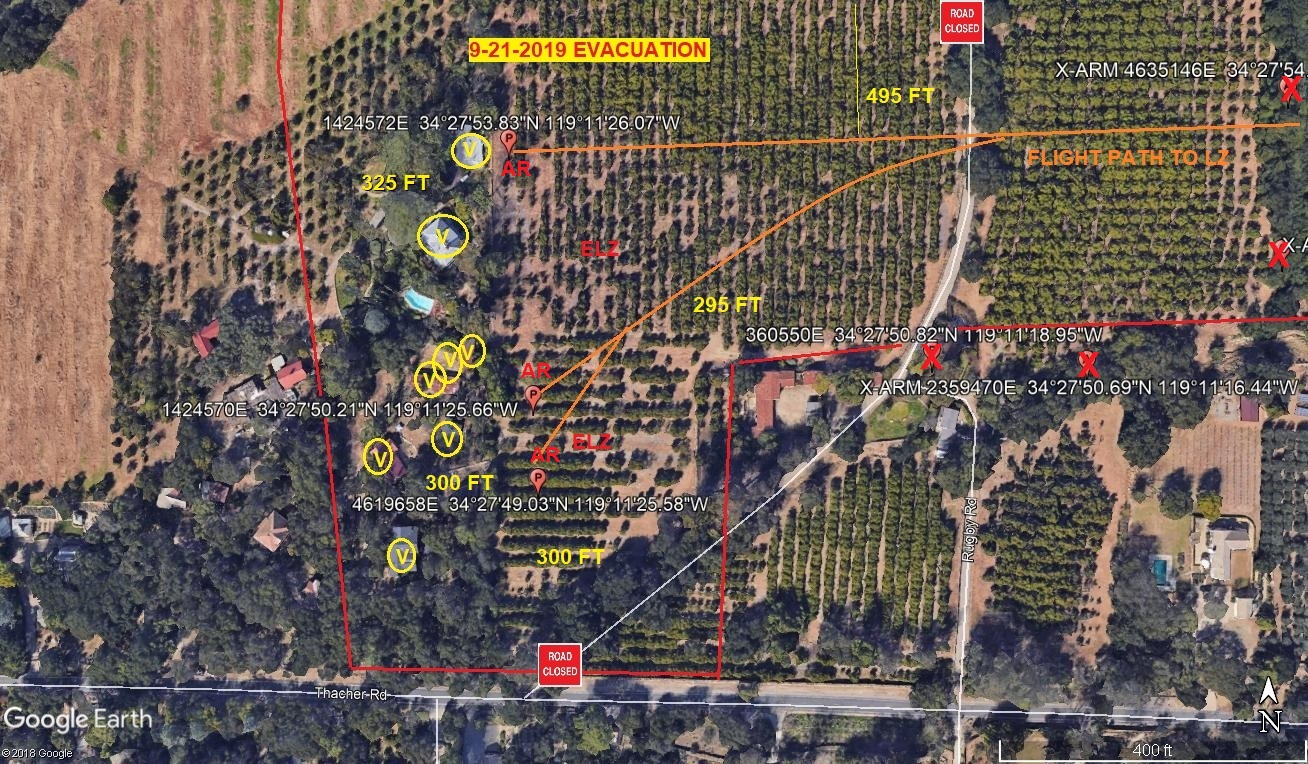 ROAD
CLOSED
9-21-2019 EVACUATION
X-ARM 4635146E 34°27'54
495 FT
1424572E 34°27'53.83"N 119°11'26.07"W
P
V
AR
FLIGHT PATH TO LZ
325 FT
V
ELZ
X-A
X
X
295 FT
360550E 34°27'50.82"N 119°11'18.95"W
V V V
X X
AR
P
X-ARM 2359470E 34°27'50.69"N 119°11'16.44"W
1424570E 34°27'50.21"N 119°11'25.66"W
V
ELZ
V
AR
P
300 FT
4619658E 34°27'49.03"N 119°11'25.58"W
Rugby Rd
V
300 FT
ROAD
CLOSED
Thacher Rd
Google Earth
N
©2018 Google
400 ft